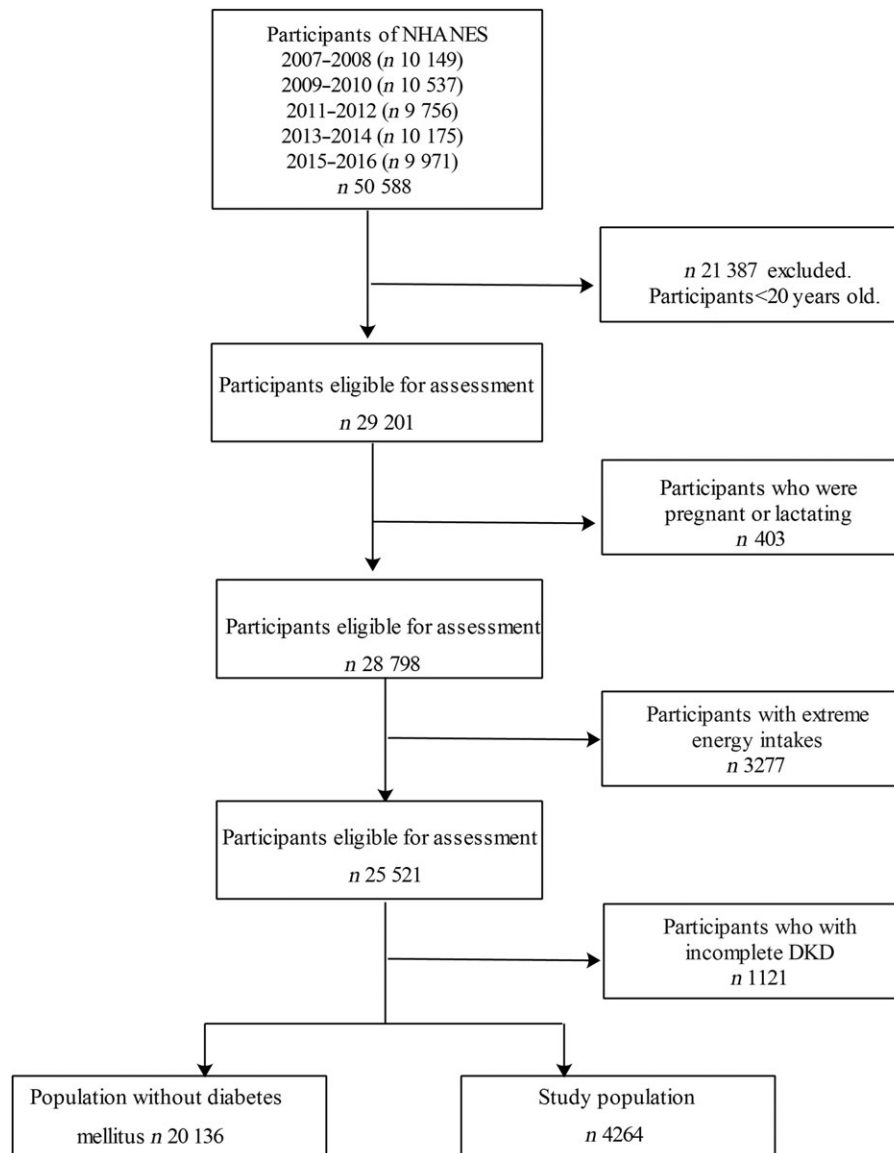 Participants of NHANES
2007–2008 (n 10 149)
2009–2010 (n 10 537)
2011–2012 (n 9 756)
2013–2014 (n 10 175)
2015–2016 (n 9 971)
n 50 588
n 21 387 excluded.
Participants<20 years old.
Participants eligible for assessment
n 29 201
Participants who were
pregnant or lactating
n 403
Participants eligible for assessment
n 28 798
Participants with extreme
energy intakes
n 3277
Participants eligible for assessment
n 25 521
Participants who with
incomplete DKD
n 1121
Population without diabetes
mellitus n 20 136
Study population
n 4264